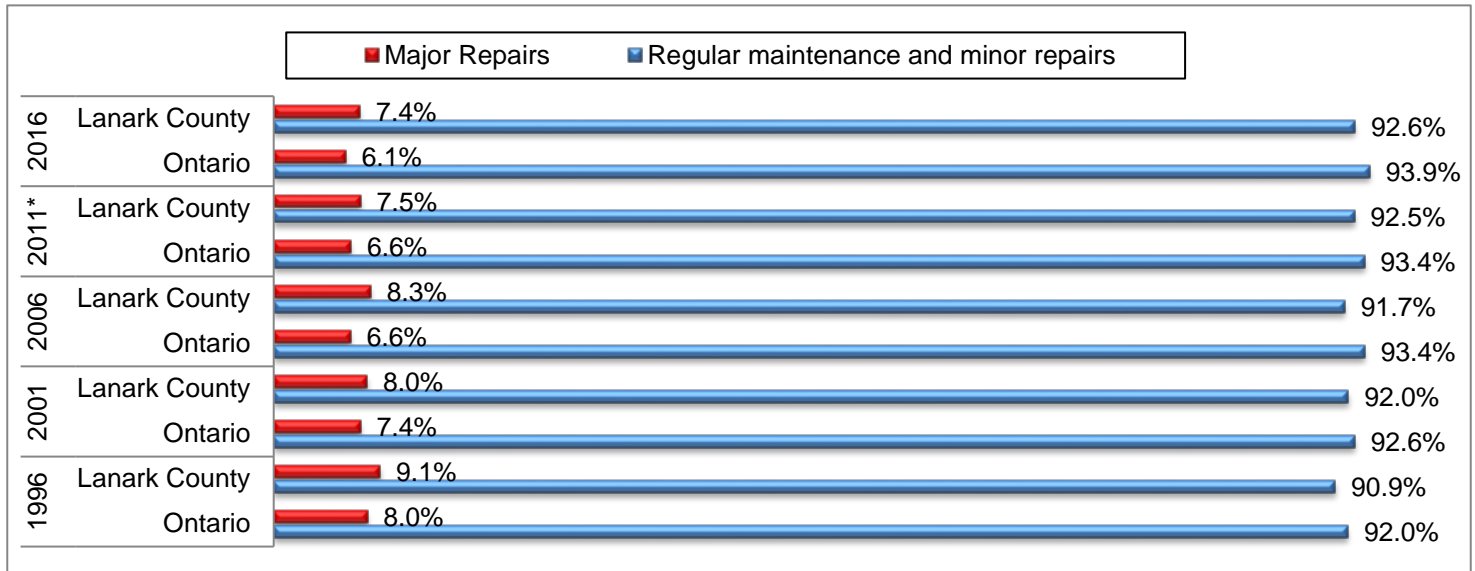 Major Repairs Regular maintenance and minor repairs
2016
Lanark County 7.4%
92.6%
Ontario 6.1%
93.9%
2011*
Lanark County 7.5%
92.5%
Ontario 6.6%
93.4%
2006
Lanark County 8.3%
91.7%
Ontario 6.6%
93.4%
2001
Lanark County 8.0%
92.0%
Ontario 7.4%
92.6%
1996
Lanark County 9.1%
90.9%
Ontario 8.0%
92.0%